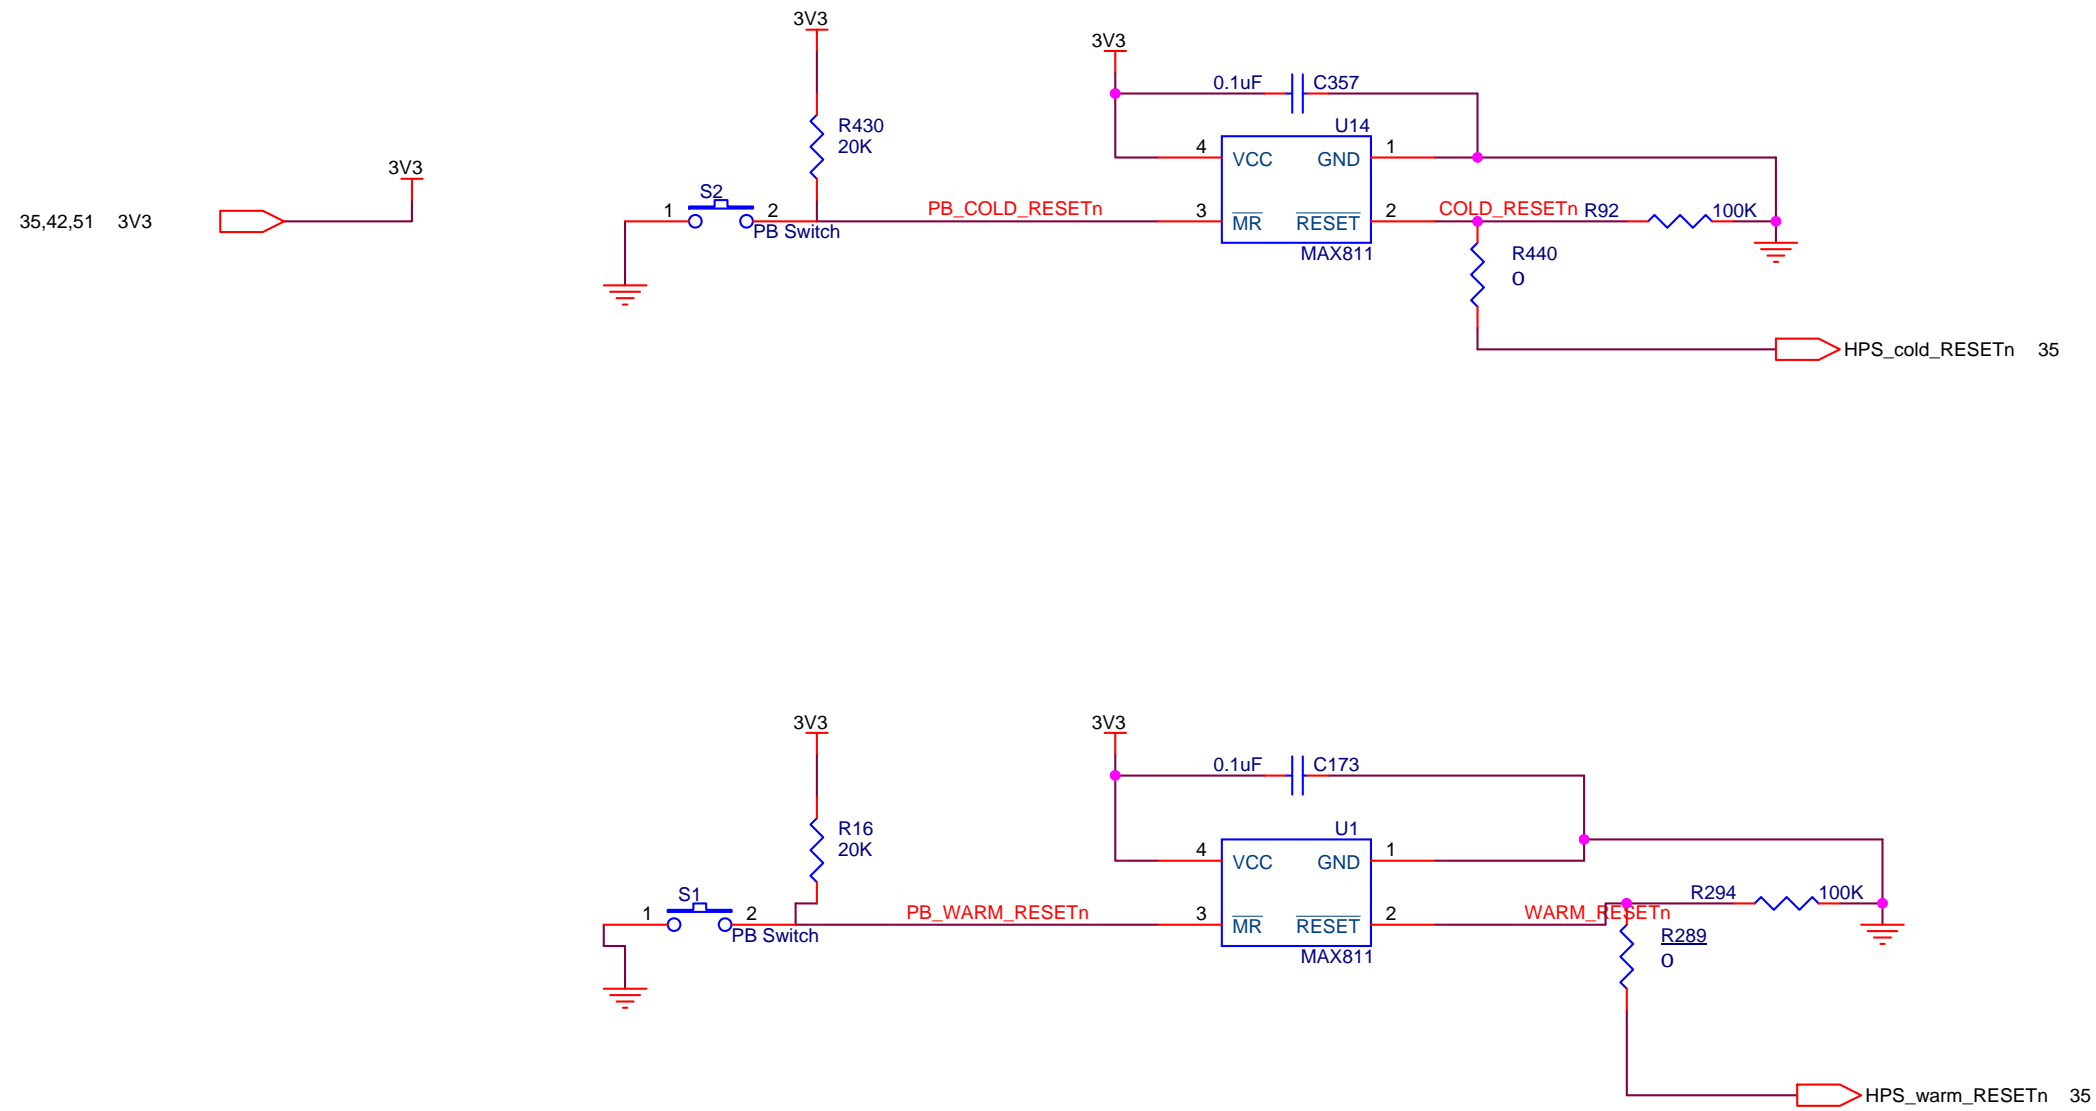 3V3
3V3
0.1uF C357
R430
20K
U14
4 VCC GND 1
3V3
S2
1 2
PB Switch
PB_COLD_RESETn
3 MR RESET 2
COLD_RESETn R92 100K
MAX811
35,42,51 3V3
R440
0
HPS_cold_RESETn 35
3V3
3V3
0.1uF C173
R16
20K
U1
4 VCC GND 1
S1
1 2
PB Switch
PB_WARM_RESETn
3 MR RESET 2
WARM_RESETn
R294 100K
MAX811
R289
0
HPS_warm_RESETn 35